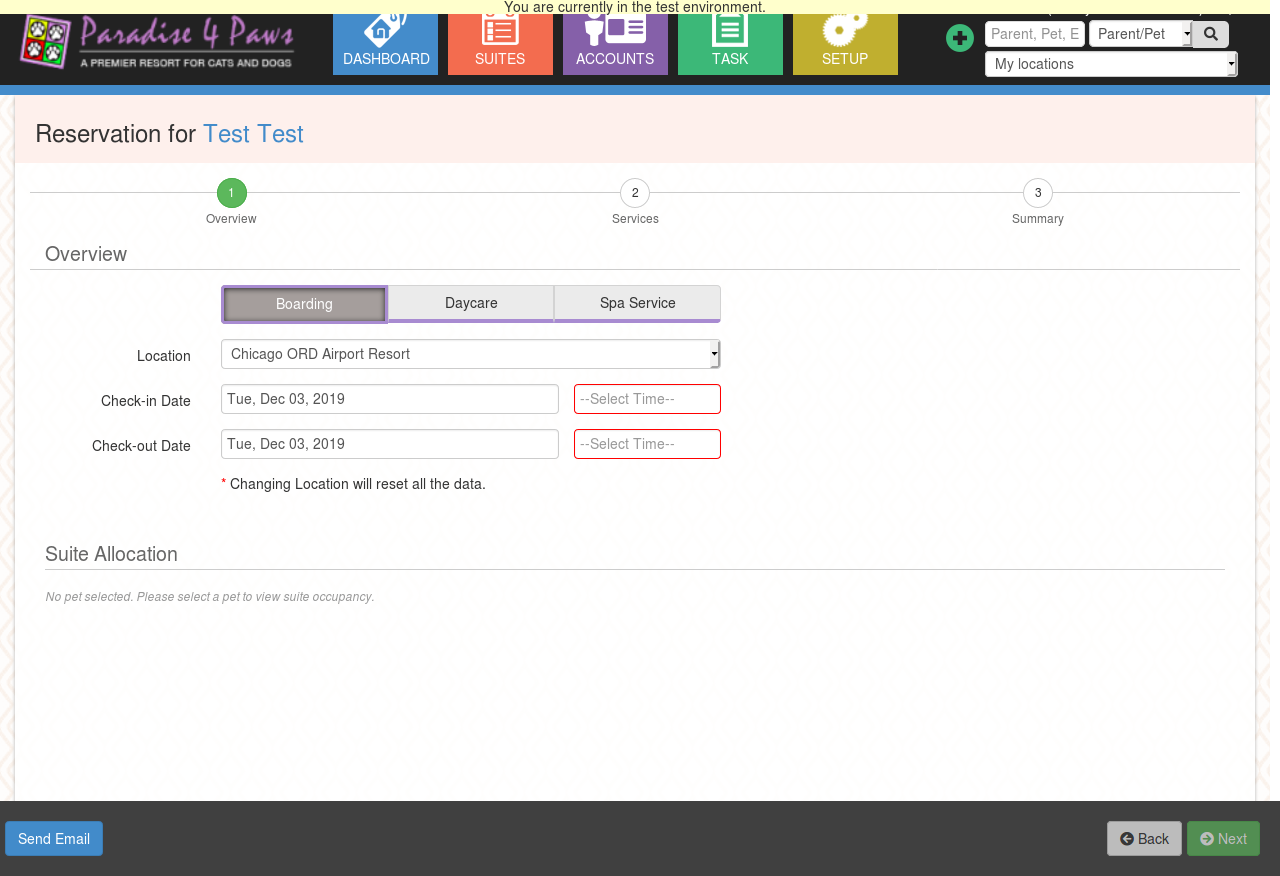 You are currently in the test environment.
Paradise 4 Paws
A PREMIER RESORT FOR CATS AND DOGS
DASHBOARD
SUITES
ACCOUNTS
TASK
SETUP
Parent, Pet, E
Parent/Pet
My locations
Reservation for Test Test
1
2
3
Overview
Services
Summary
Overview
Boarding
Daycare
Spa Service
Location
Chicago ORD Airport Resort
Check-in Date
Tue, Dec 03, 2019
--Select Time--
Check-out Date
Tue, Dec 03, 2019
--Select Time--
* Changing Location will reset all the data.
Suite Allocation
No pet selected. Please select a pet to view suite occupancy.
Send Email
Back
Next